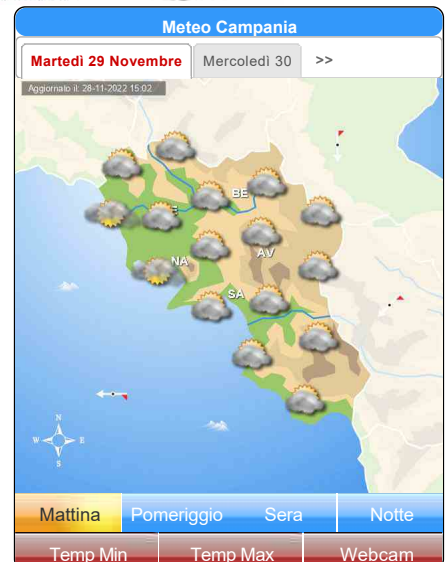 Meteo Campania
Martedì 29 Novembre Mercoledì 30 >>
Aggiornato il: 28-11-2022 15:02
BE
E
AV
NA
SA
N
W E
S
Mattina Pomeriggio Sera Notte
Temp Min Temp Max Webcam